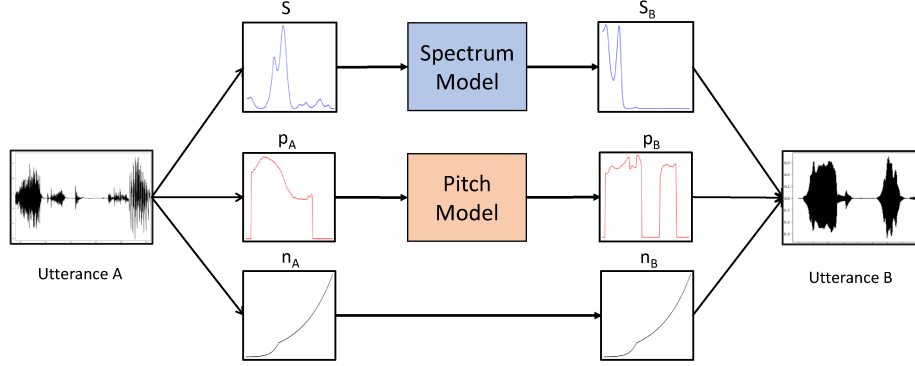 S
S_B
Spectrum
Model
p_A
p_B
Pitch
Model
Utterance A
n_A
n_B
Utterance B